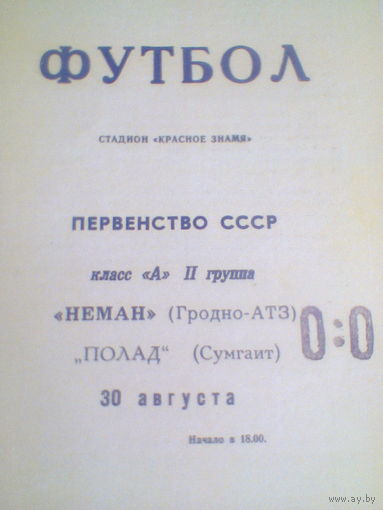 ФУТБОЛ
СТАДИОН «КРАСНОЕ ЗНАМЯ»
ПЕРВЕНСТВО СССР
класс «А» II группа
«НЕМАН» (Гродно-АТЗ)
„ПОЛАД“ (Сумгаит)
0:0
30 августа
Начало в 18.00.
www.ay.by